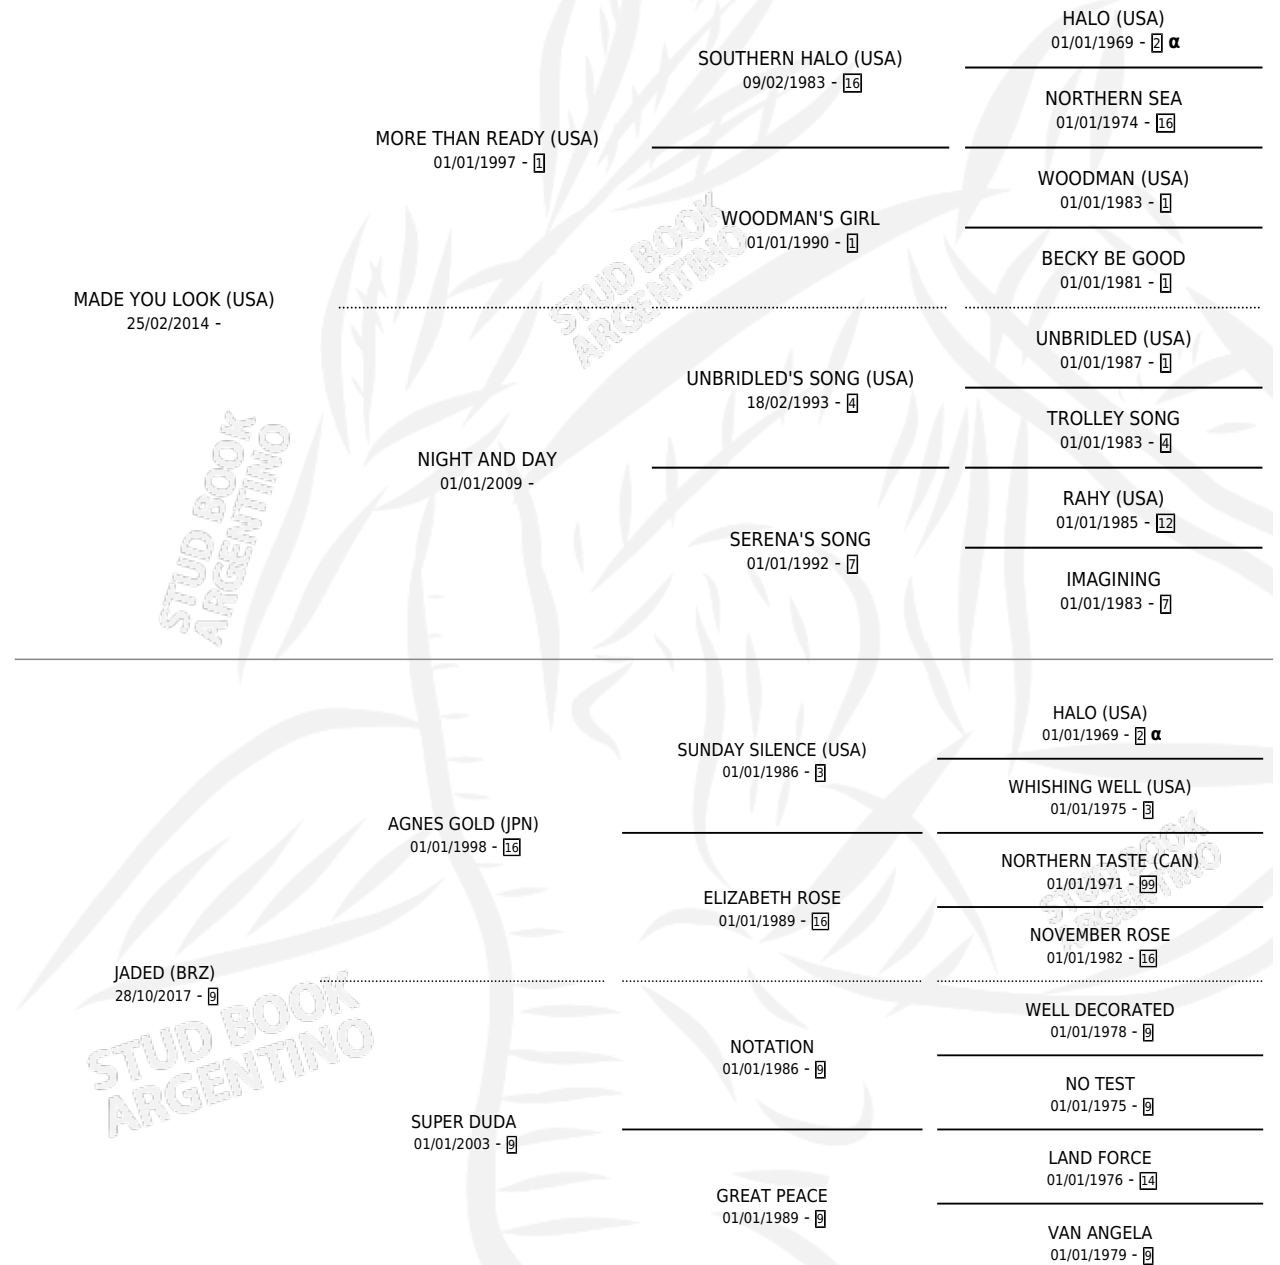 HALO (USA)
01/01/1969 - 2 α
SOUTHERN HALO (USA)
09/02/1983 - 16
NORTHERN SEA
01/01/1974 - 16
MORE THAN READY (USA)
01/01/1997 - 1
WOODMAN (USA)
01/01/1983 - 1
WOODMAN'S GIRL
01/01/1990 - 1
BECKY BE GOOD
01/01/1981 - 1
MADE YOU LOOK (USA)
25/02/2014 -
UNBRIDLED (USA)
01/01/1987 - 1
UNBRIDLED'S SONG (USA)
18/02/1993 - 4
TROLLEY SONG
01/01/1983 - 4
NIGHT AND DAY
01/01/2009 -
RAHY (USA)
01/01/1985 - 12
SERENA'S SONG
01/01/1992 - 7
IMAGINING
01/01/1983 - 7
HALO (USA)
01/01/1969 - 2 α
SUNDAY SILENCE (USA)
01/01/1986 - 3
WHISHING WELL (USA)
01/01/1975 - 3
AGNES GOLD (JPN)
01/01/1998 - 16
NORTHERN TASTE (CAN)
01/01/1971 - 99
ELIZABETH ROSE
01/01/1989 - 16
NOVEMBER ROSE
01/01/1982 - 16
JADED (BRZ)
28/10/2017 - 9
WELL DECORATED
01/01/1978 - 9
NOTATION
01/01/1986 - 9
NO TEST
01/01/1975 - 9
SUPER DUDA
01/01/2003 - 9
LAND FORCE
01/01/1976 - 14
GREAT PEACE
01/01/1989 - 9
VAN ANGELA
01/01/1979 - 9
STUD BOOK
ARGENTINO
STUD BOOK
ARGENTINO
STUD BOOK
ARGENTINO
STUD BOOK
ARGENTINO